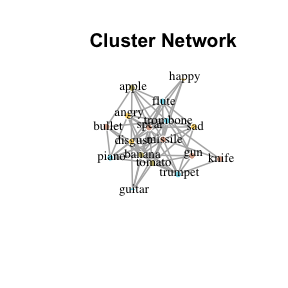 Cluster Network
happy
apple
flute
angry
trombone
bullet
spear
sad
disgust
missile
piano
banana
gun
knife
tomato
trumpet
guitar